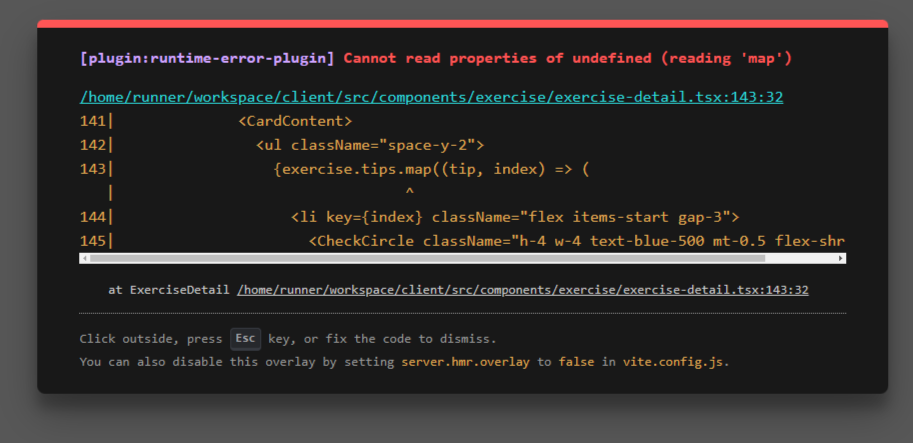 [plugin:runtime-error-plugin] Cannot read properties of undefined (reading 'map')
/home/runner/workspace/client/src/components/exercise/exercise-detail.tsx:143:32
141|              <CardContent>
142|                <ul className="space-y-2">
143|                  {exercise.tips.map((tip, index) => (
   |                                ^
144|                    <li key={index} className="flex items-start gap-3">
145|                      <CheckCircle className="h-4 w-4 text-blue-500 mt-0.5 flex-shr
at ExerciseDetail /home/runner/workspace/client/src/components/exercise/exercise-detail.tsx:143:32
Click outside, press Esc key, or fix the code to dismiss.
You can also disable this overlay by setting server.hmr.overlay to false in vite.config.js.